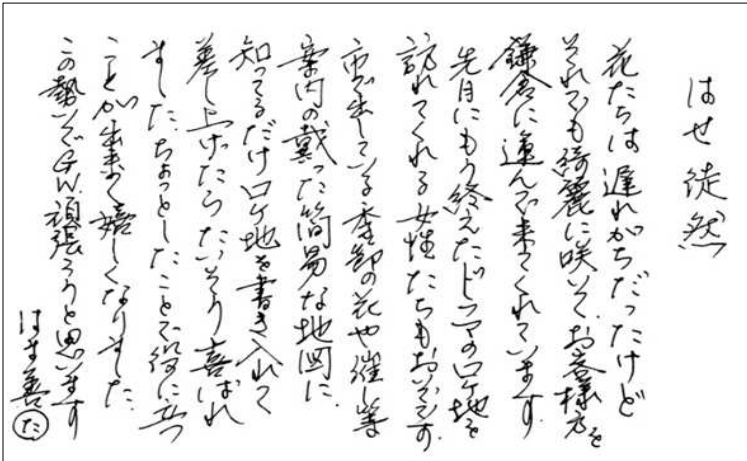 はせ徒然
花たちは遅れがちだったけど
それでも綺麗に咲いて、お客様方を
鎌倉に運んで来てくれています。
先月にもう終えたドラマのロケ地を
訪れてくれる女性たちもおいでです。
市で出している季節の花や催し等
案内の載った簡易な地図に、
知ってるだけロケ地を書き入れて
差し上げたらたいそう喜ばれ
ました。ちょっとしたことで役に立つ
ことが出来て嬉しくなりました。
この勢いでGW、頑張ろうと思います
はせ善 た